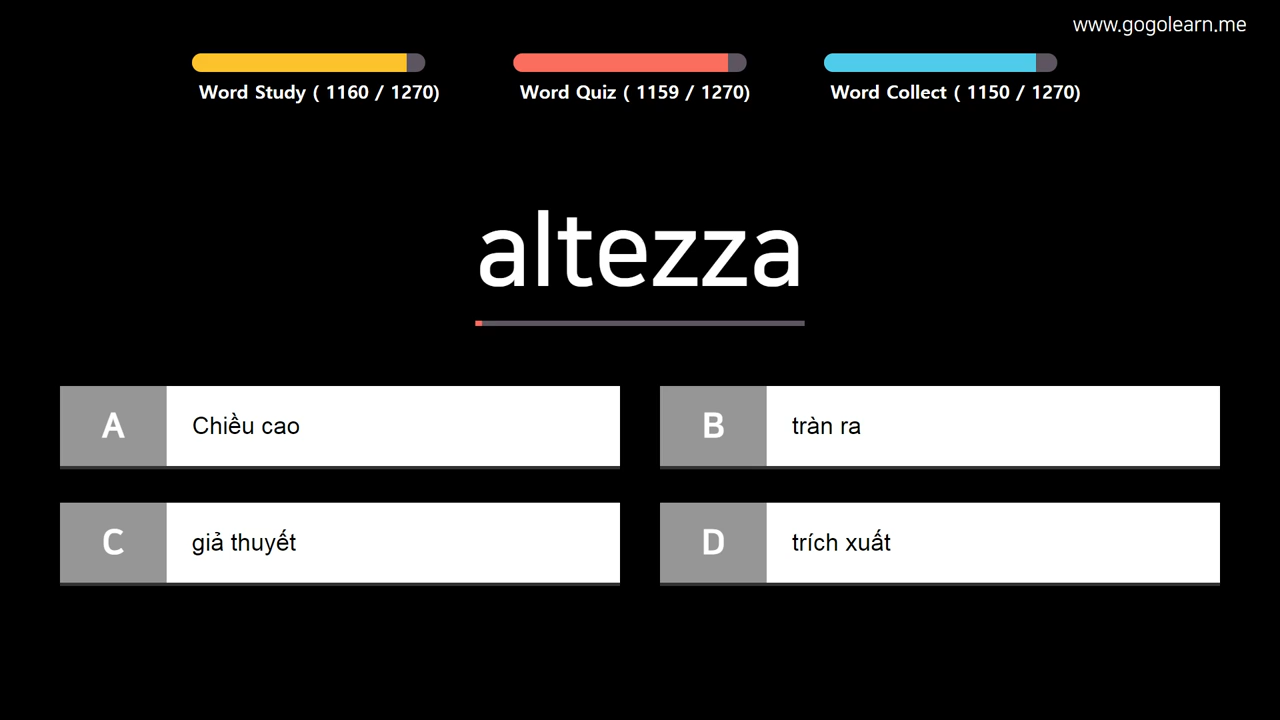 www.gogolearn.me
Word Study ( 1160 / 1270)
Word Quiz ( 1159 / 1270)
Word Collect ( 1150 / 1270)
altezza
A Chiều cao
B tràn ra
C giả thuyết
D trích xuất